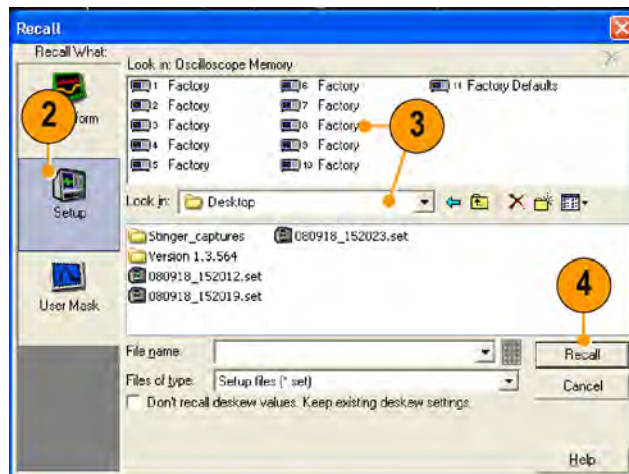 Recall
Recall What:
Look in: Oscilloscope Memory
1 Factory
6 Factory
11 Factory Defaults
2 Factory
7 Factory
3 Factory
8 Factory
4 Factory
9 Factory
5 Factory
10 Factory
2
form
3
Setup
Look in: Desktop
Stinger_captures
080918_152023.set
Version 1.3.564
080918_152012.set
080918_152019.set
User Mask
4
File name:
Recall
Files of type: Setup files (*.set)
Cancel
Don't recall deskew values. Keep existing deskew settings
Help